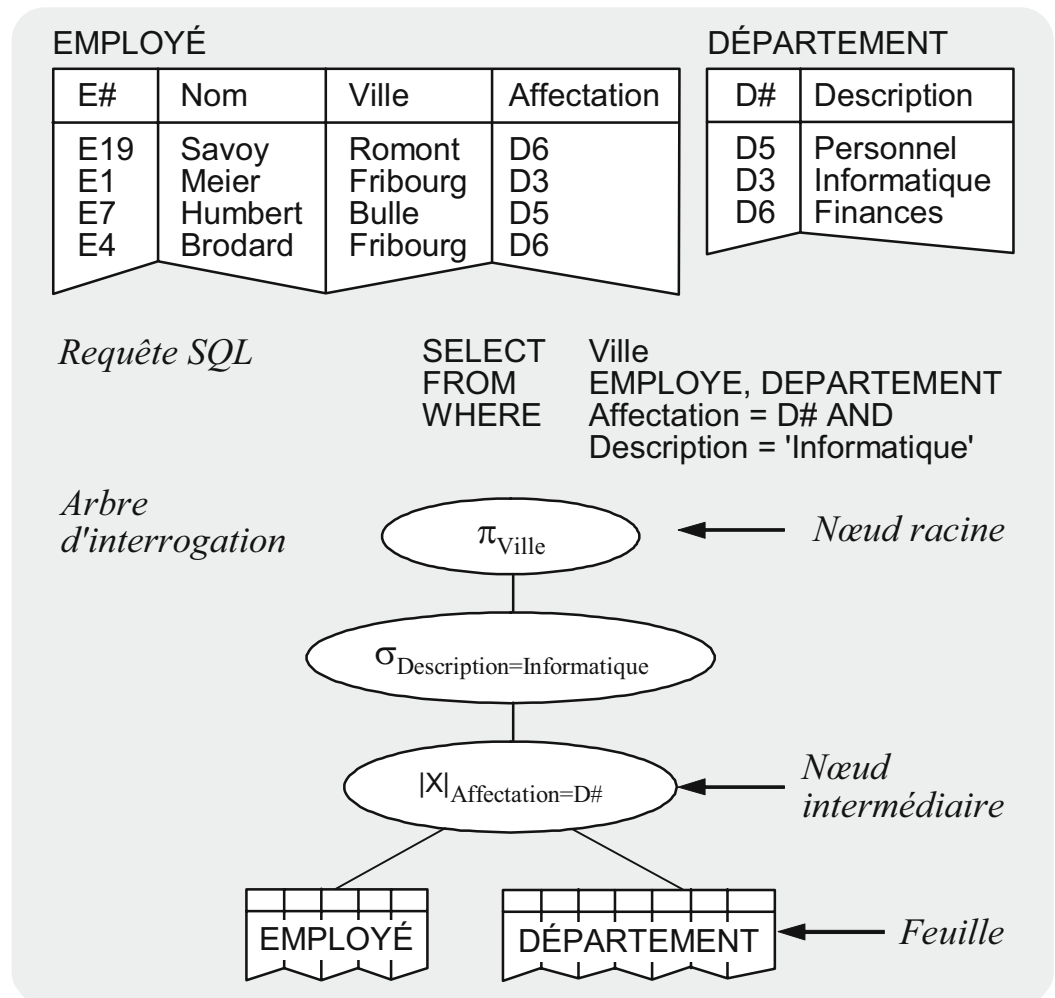 EMPLOYÉ
DÉPARTEMENT
E# Nom Ville Affectation
D# Description
E19 Savoy Romont D6
E1 Meier Fribourg D3
E7 Humbert Bulle D5
E4 Brodard Fribourg D6
D5 Personnel
D3 Informatique
D6 Finances
Requête SQL
SELECT Ville
FROM EMPLOYE, DEPARTEMENT
WHERE Affectation = D# AND
Description = 'Informatique'
Arbre
d'interrogation
πVille
Nœud racine
σDescription=Informatique
|X|Affectation=D#
Nœud
intermédiaire
EMPLOYÉ
DÉPARTEMENT
Feuille